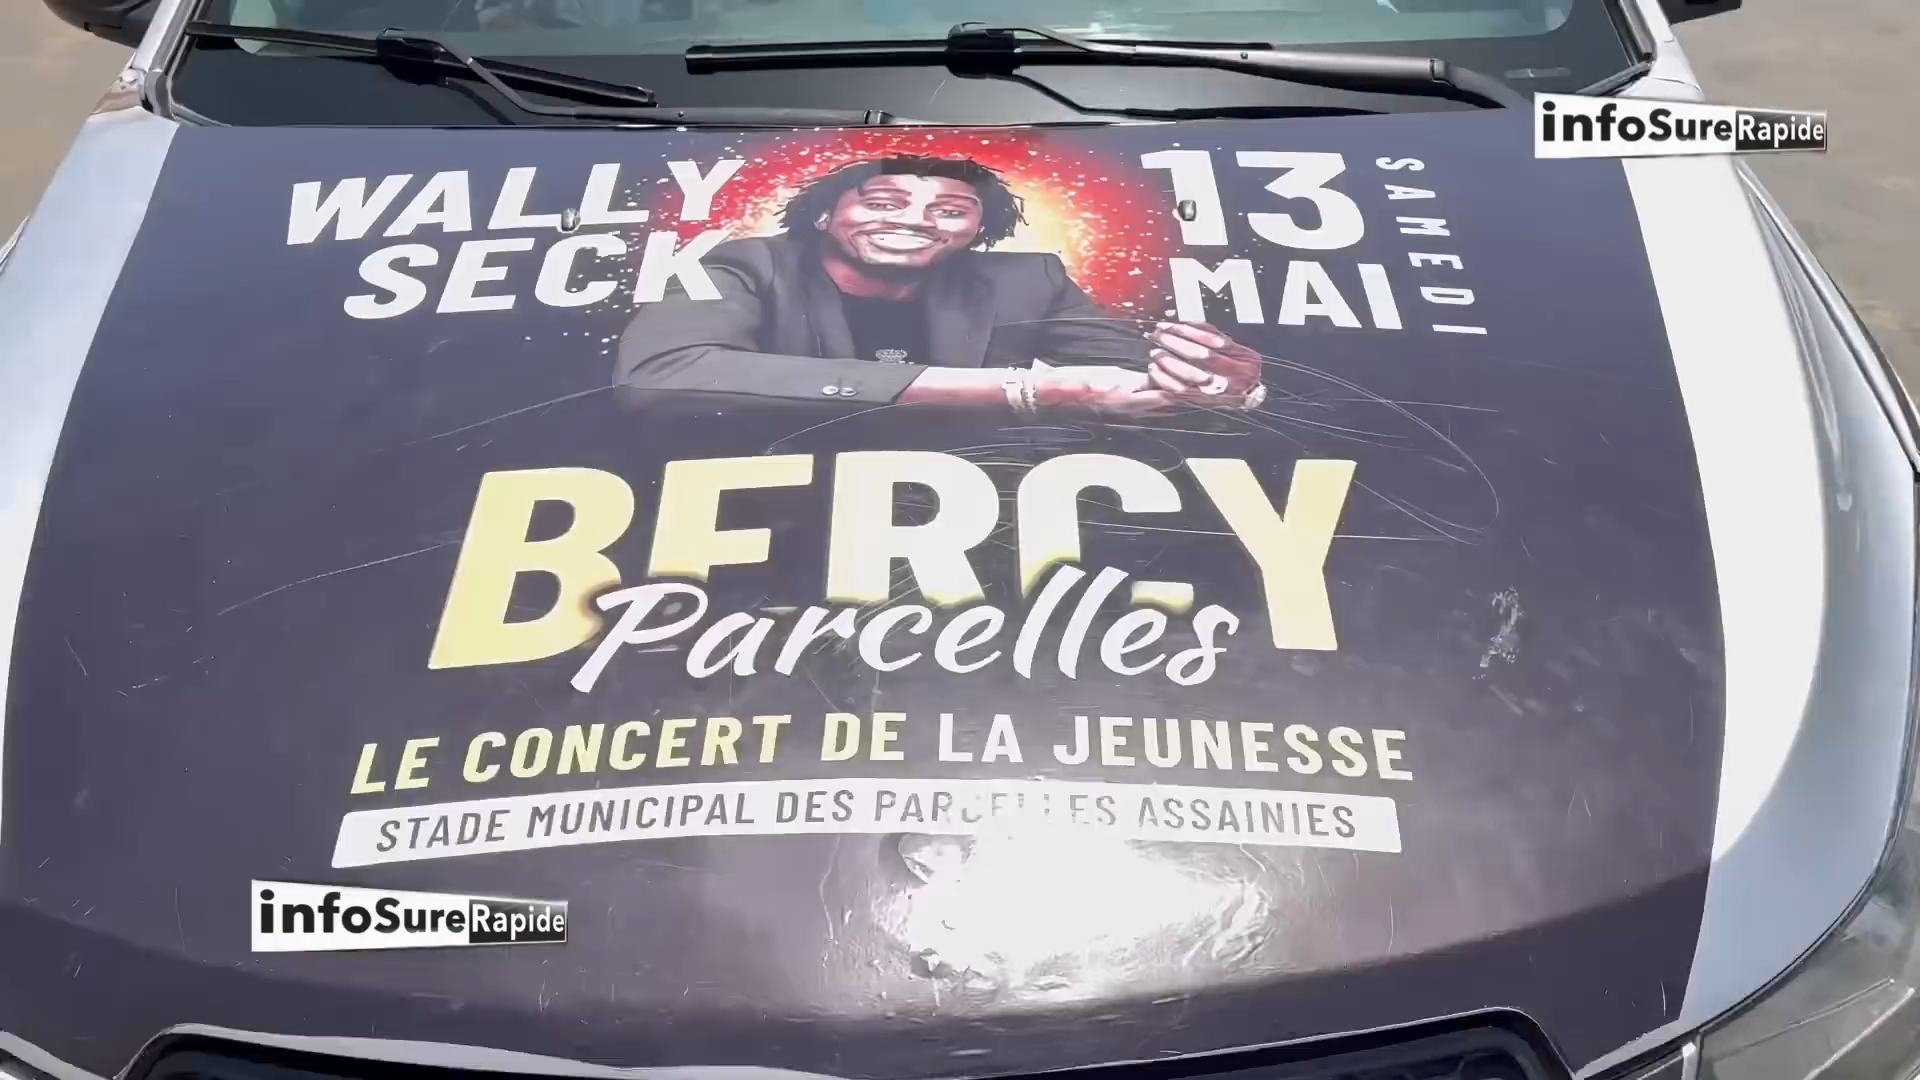 infoSureRapide
WALLY
SECK
13
MAI
SAMEDI
BERCY
Parcelles
LE CONCERT DE LA JEUNESSE
STADE MUNICIPAL DES PARCELLES ASSAINIES
infoSureRapide